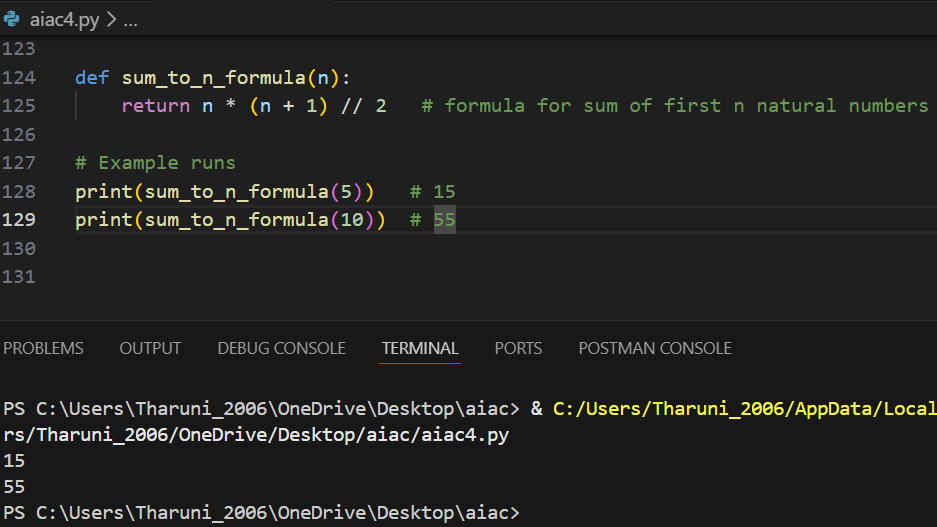 aiac4.py > ...
123
124 def sum_to_n_formula(n):
125     return n * (n + 1) // 2   # formula for sum of first n natural numbers
126
127 # Example runs
128 print(sum_to_n_formula(5))   # 15
129 print(sum_to_n_formula(10))  # 55
130
131
PROBLEMS OUTPUT DEBUG CONSOLE TERMINAL PORTS POSTMAN CONSOLE
PS C:\Users\Tharuni_2006\OneDrive\Desktop\aiac> & C:/Users/Tharuni_2006/AppData/Local
rs/Tharuni_2006/OneDrive/Desktop/aiac/aiac4.py
15
55
PS C:\Users\Tharuni_2006\OneDrive\Desktop\aiac>